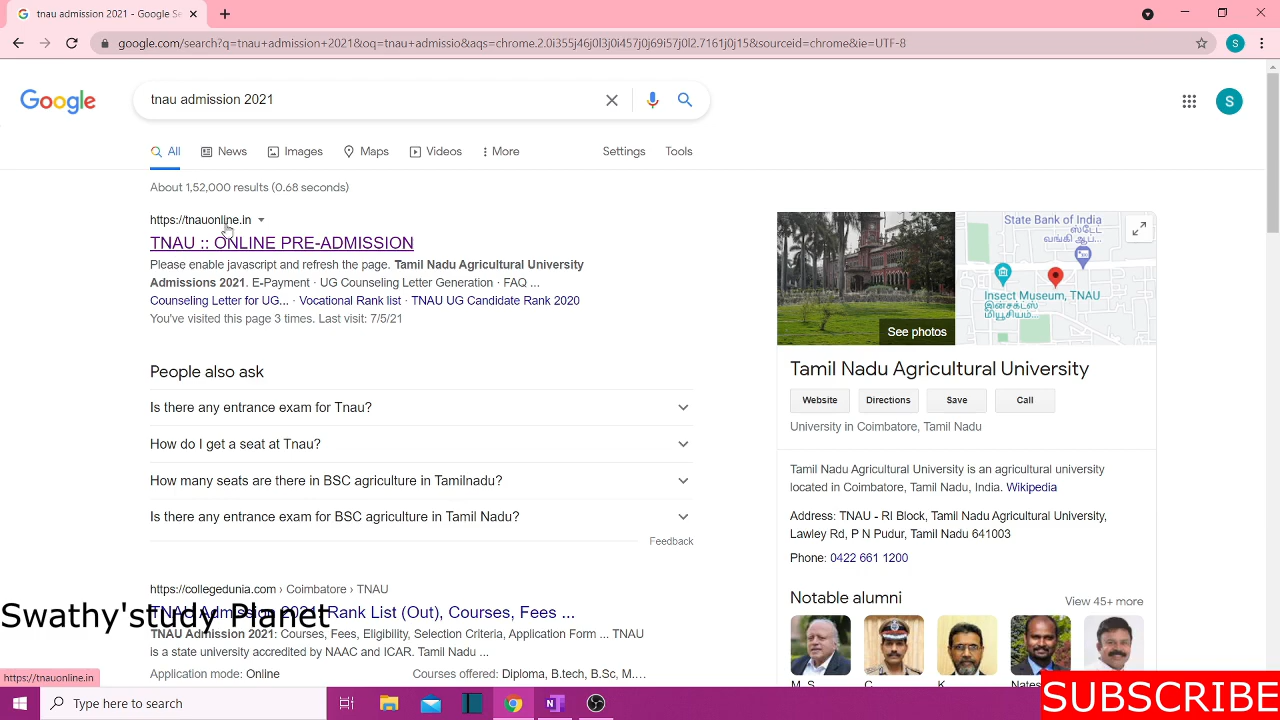 tnau admission 2021 - Google Se
google.com/search?q=tnau+admission+2021&oq=tnau+admissio&aqs=chrome.2.0i355j46j0l3j0i457j0j69i57j0l2.7161j0j15&sourceid=chrome&ie=UTF-8
S
Google
tnau admission 2021
S
All
News
Images
Maps
Videos
More
Settings
Tools
About 1,52,000 results (0.68 seconds)
https://tnauonline.in
TNAU :: ONLINE PRE-ADMISSION
Please enable javascript and refresh the page. Tamil Nadu Agricultural University
Admissions 2021. E-Payment · UG Counseling Letter Generation · FAQ ...
Counseling Letter for UG... · Vocational rank list · TNAU UG Candidate Rank 2020
You've visited this page 3 times. Last visit: 7/5/21
People also ask
Is there any entrance exam for Tnau?
How do I get a seat at Tnau?
How many seats are there in BSC agriculture in Tamilnadu?
Is there any entrance exam for BSC agriculture in Tamil Nadu?
Feedback
https://collegedunia.com › Coimbatore › TNAU
TNAU Admission 2021: Rank List (Out), Courses, Fees ...
TNAU Admission 2021: Courses, Fees, Eligibility, Selection Criteria, Application Form ... TNAU
is a state university accredited by NAAC and ICAR. Tamil Nadu ...
Application mode: Online
Courses offered: Diploma, B.tech, B.Sc, M....
See photos
State Bank of India
ஸ்டேட்
வங்கி ஆப்...
Insect Museum, TNAU
இன்செக்ட்ஸ்
மியூசியம்,
Tamil Nadu Agricultural University
Website
Directions
Save
Call
University in Coimbatore, Tamil Nadu
Tamil Nadu Agricultural University is an agricultural university
located in Coimbatore, Tamil Nadu, India. Wikipedia
Address: TNAU - RI Block, Tamil Nadu Agricultural University,
Lawley Rd, P N Pudur, Tamil Nadu 641003
Phone: 0422 661 1200
Notable alumni
View 45+ more
M. S.
C.
K.
Swathy'study Planet
https://tnauonline.in
Type here to search
N
SUBSCRIBE